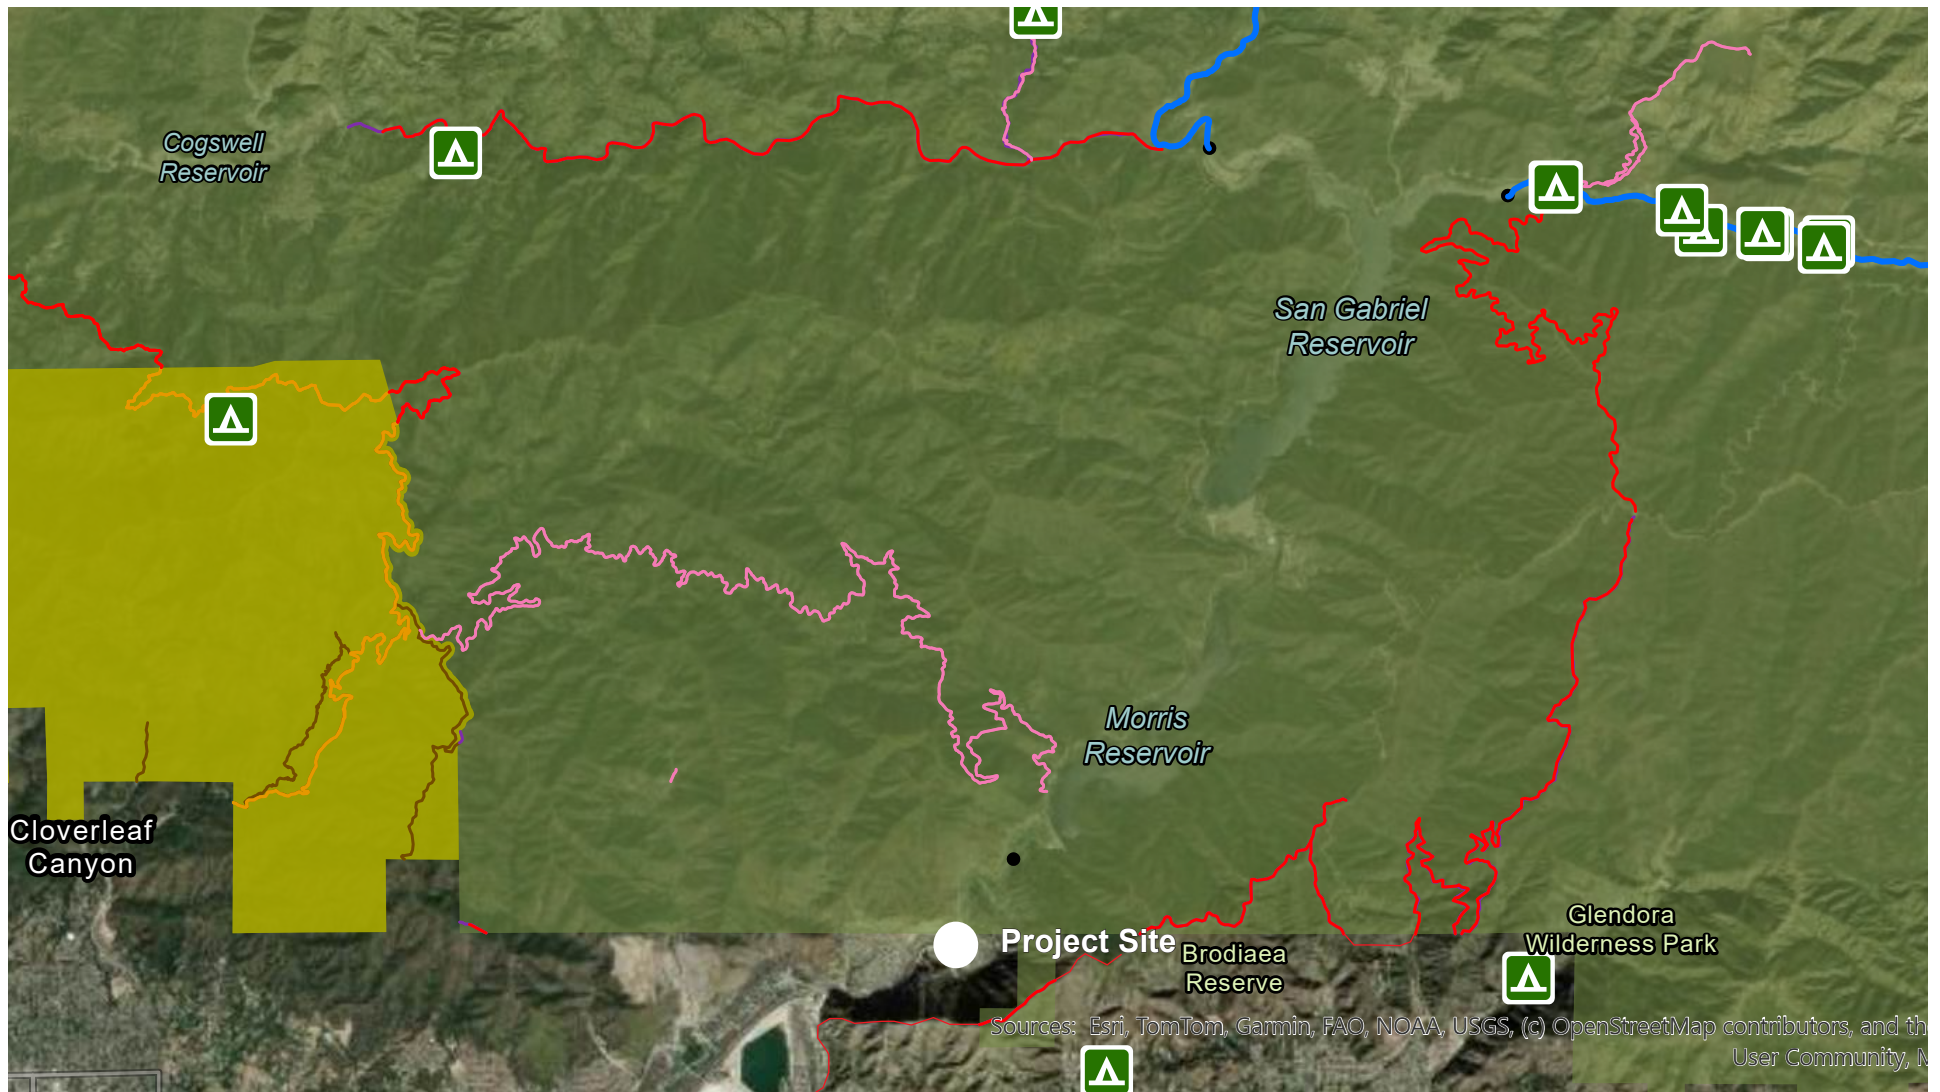 Cogswell
Reservoir
San Gabriel
Reservoir
Morris
Reservoir
Cloverleaf
Canyon
Project Site
Brodiaea
Reserve
Glendora
Wilderness Park
Sources: Esri, TomTom, Garmin, FAO, NOAA, USGS, (c) OpenStreetMap contributors, and th
User Community, M